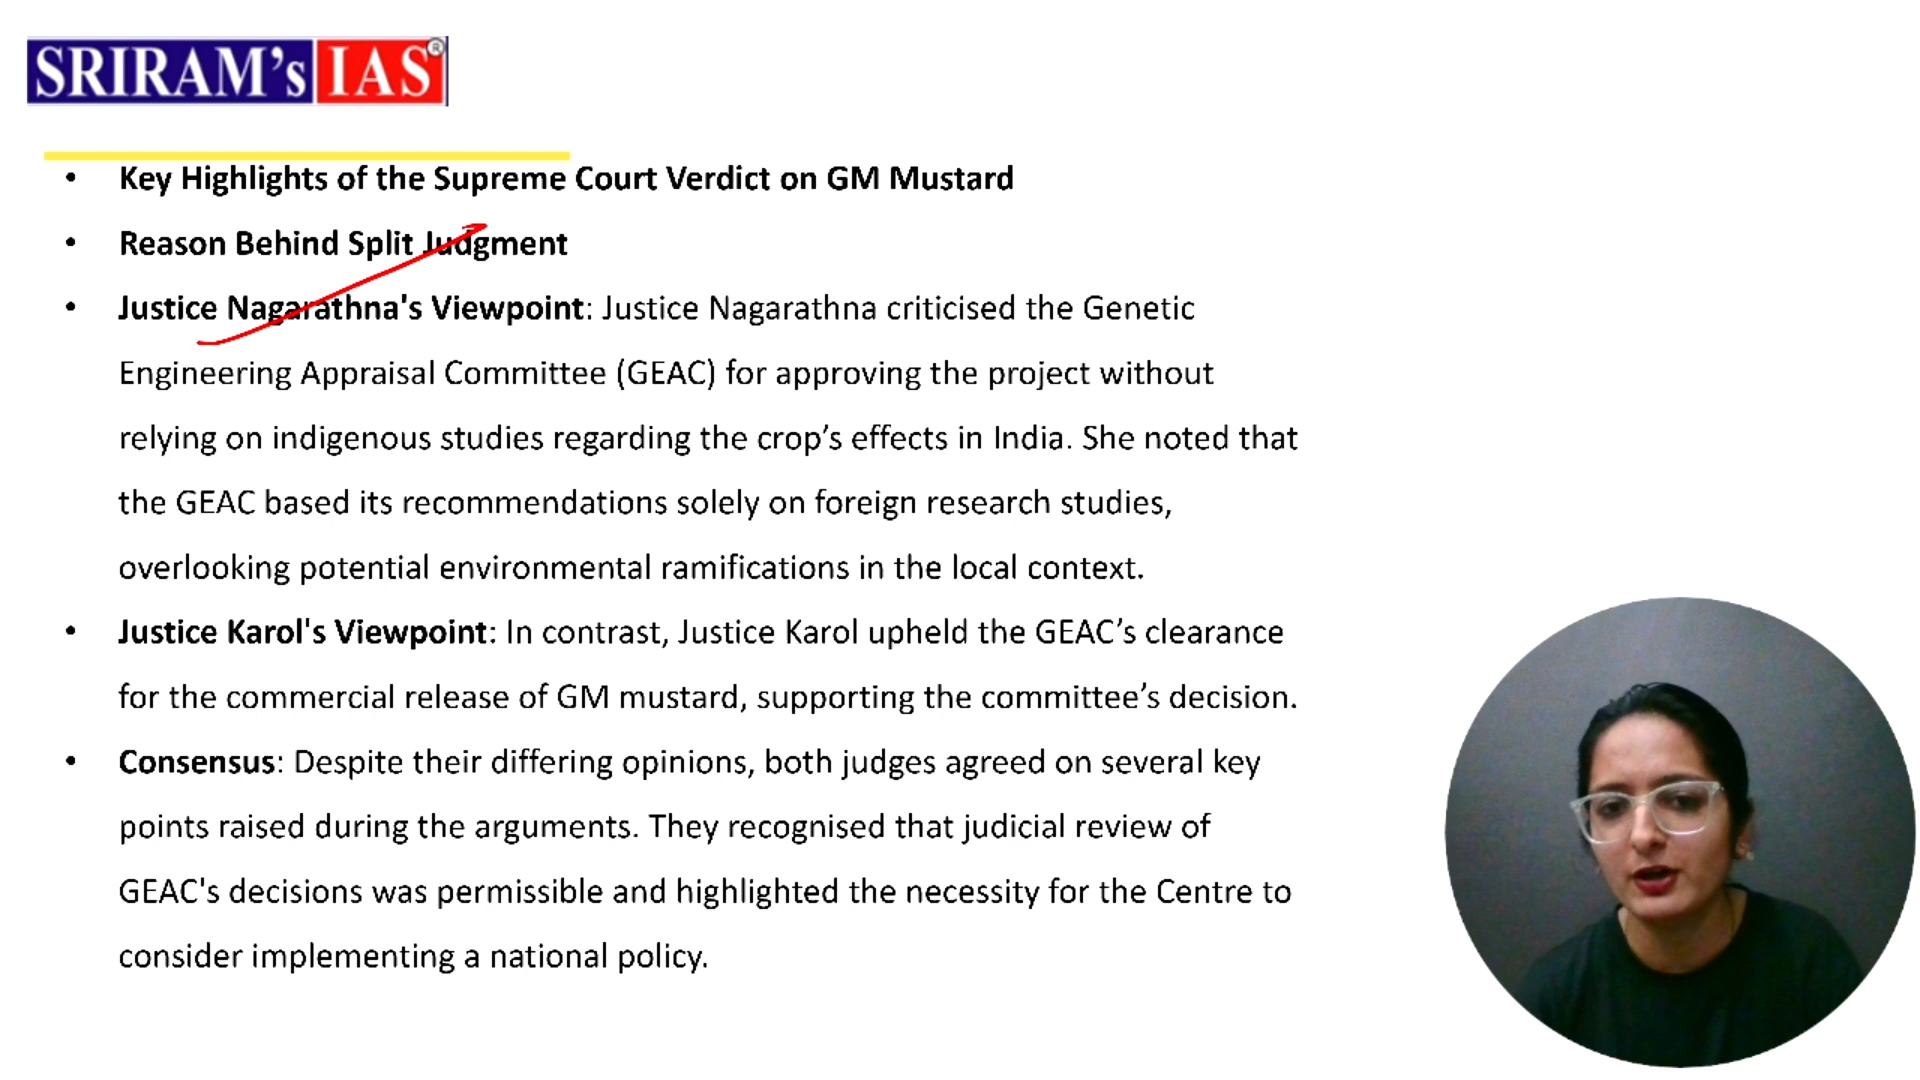 SRIRAM's IAS ®
• Key Highlights of the Supreme Court Verdict on GM Mustard
• Reason Behind Split Judgment
• Justice Nagarathna's Viewpoint: Justice Nagarathna criticised the Genetic
Engineering Appraisal Committee (GEAC) for approving the project without
relying on indigenous studies regarding the crop’s effects in India. She noted that
the GEAC based its recommendations solely on foreign research studies,
overlooking potential environmental ramifications in the local context.
• Justice Karol's Viewpoint: In contrast, Justice Karol upheld the GEAC’s clearance
for the commercial release of GM mustard, supporting the committee’s decision.
• Consensus: Despite their differing opinions, both judges agreed on several key
points raised during the arguments. They recognised that judicial review of
GEAC's decisions was permissible and highlighted the necessity for the Centre to
consider implementing a national policy.